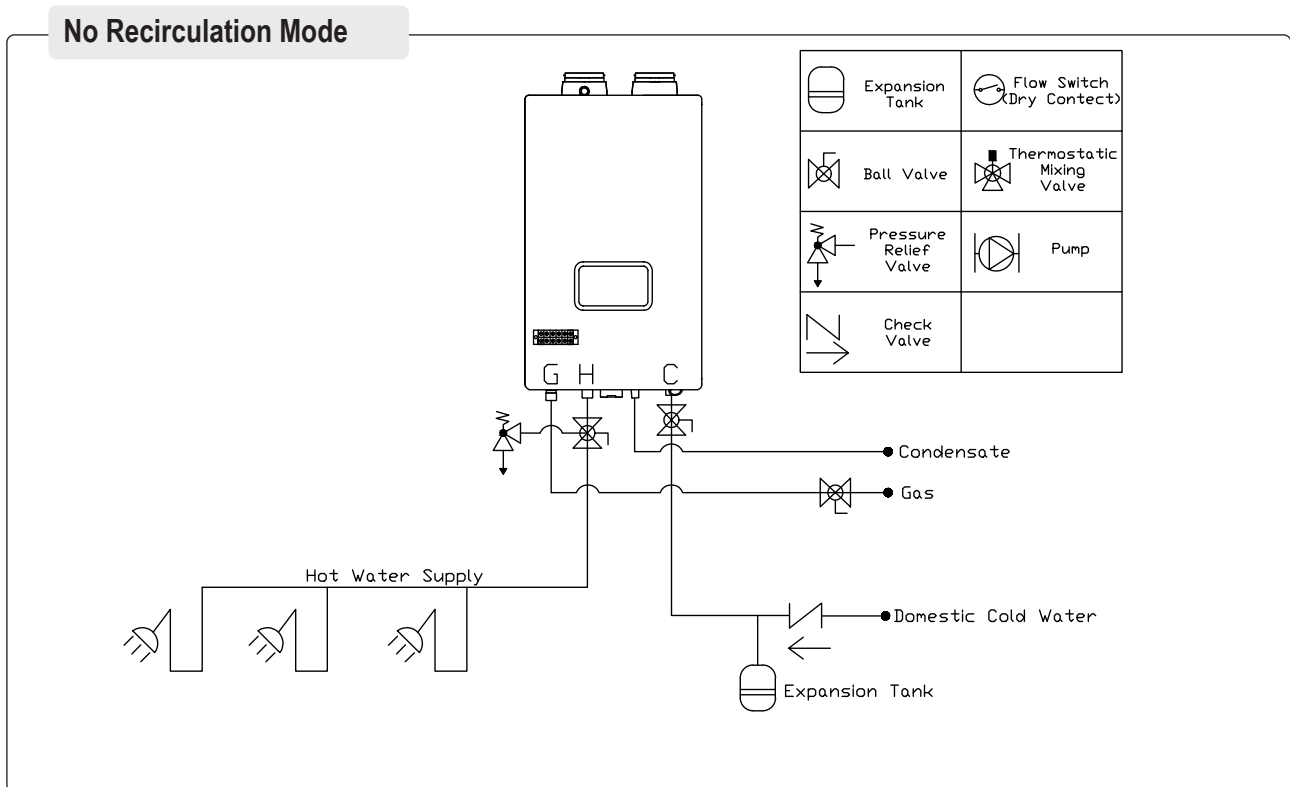 No Recirculation Mode
Expansion
Tank
Flow Switch
(Dry Contect)
Ball Valve
Thermostatic
Mixing
Valve
Pressure
Relief
Valve
Pump
Check
Valve
G H C
Condensate
Gas
Hot Water Supply
Domestic Cold Water
Expansion Tank